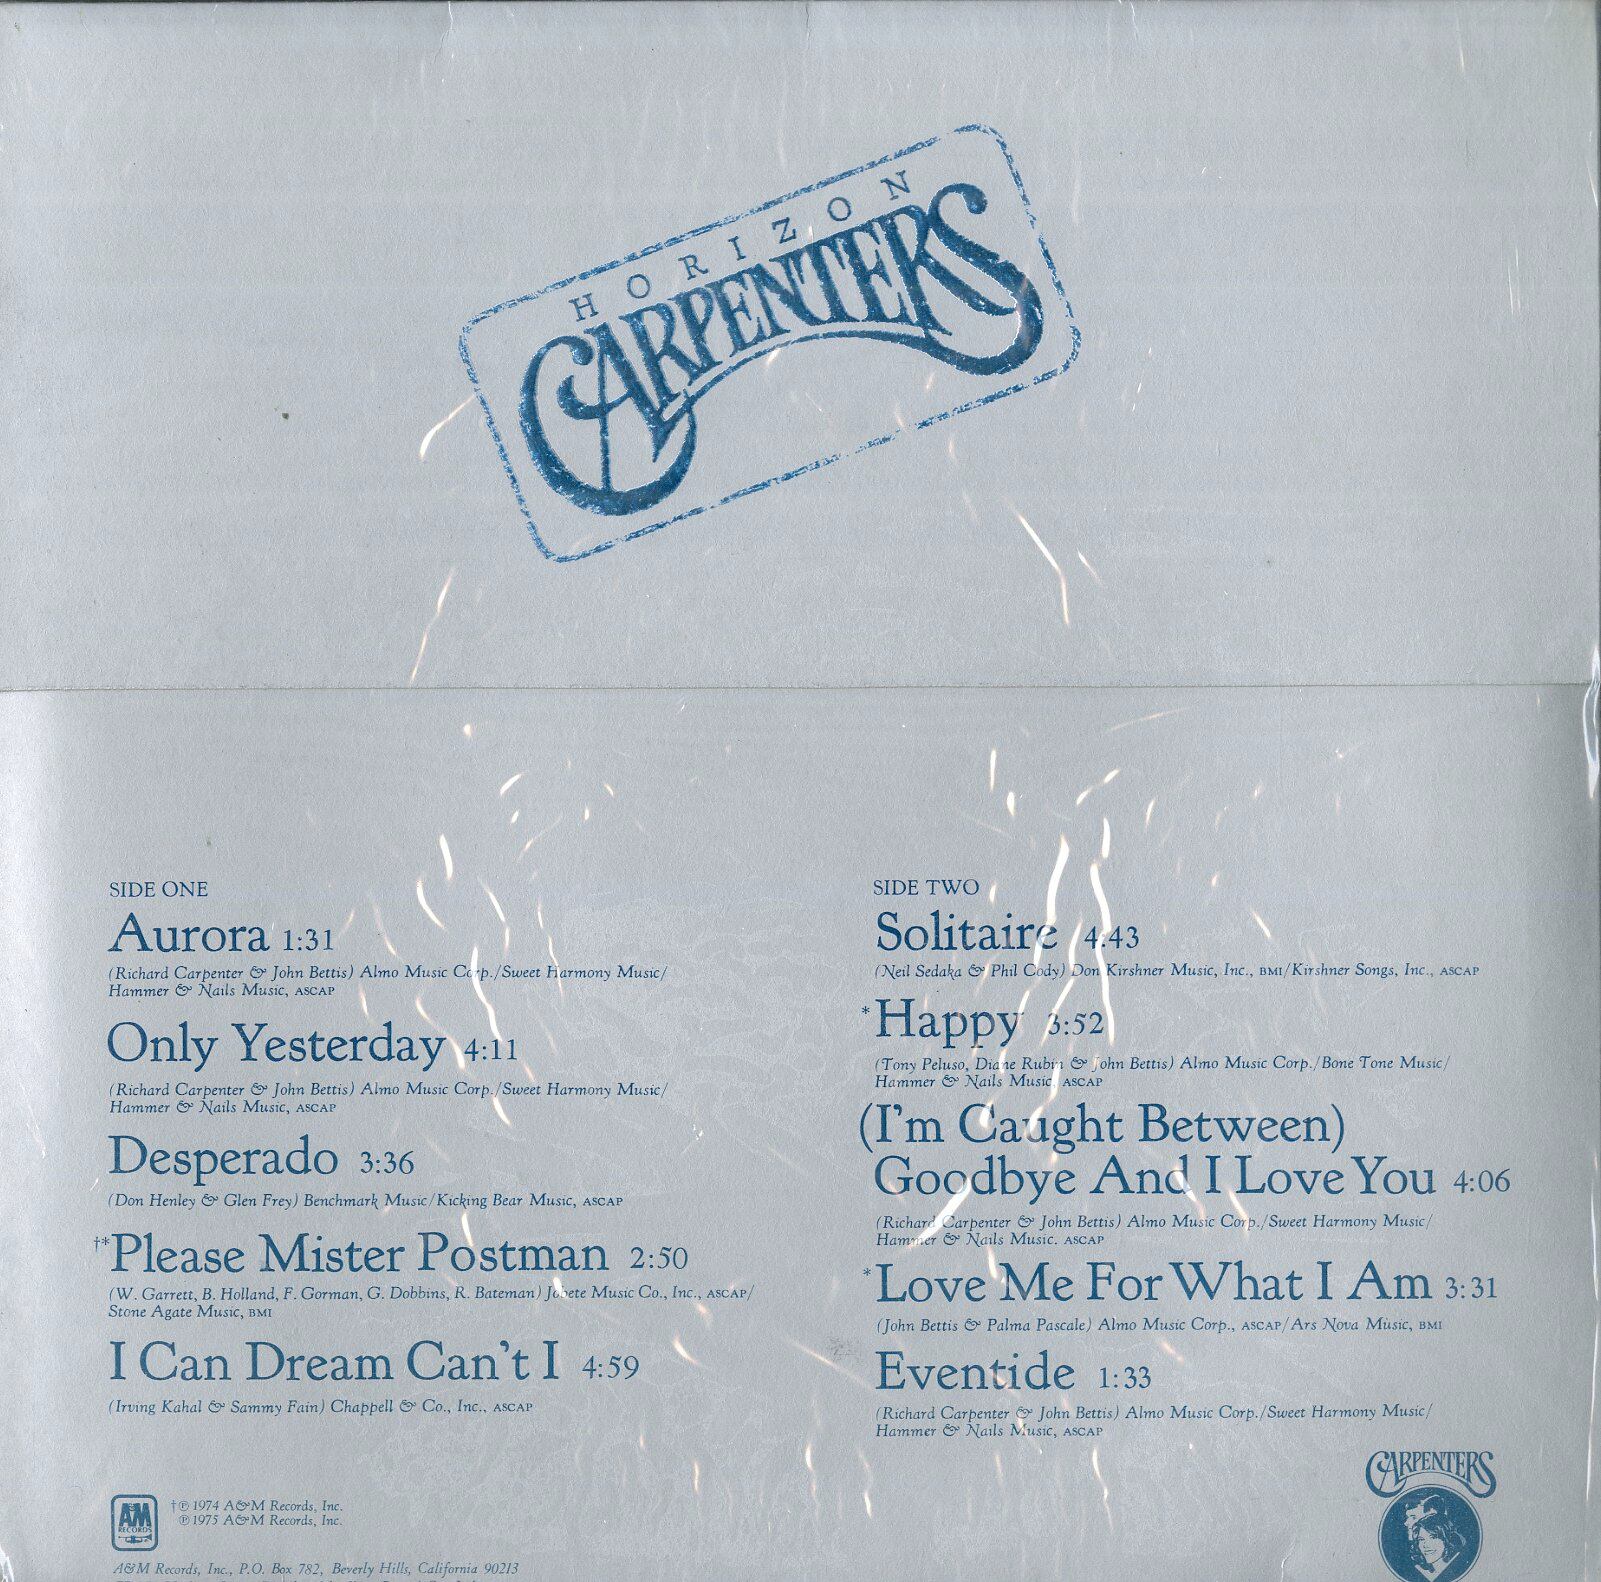 HORIZON
CARPENTERS
SIDE ONE
Aurora 1:31
(Richard Carpenter & John Bettis) Almo Music Corp./Sweet Harmony Music/
Hammer & Nails Music, ASCAP
Only Yesterday 4:11
(Richard Carpenter & John Bettis) Almo Music Corp./Sweet Harmony Music/
Hammer & Nails Music, ASCAP
Desperado 3:36
(Don Henley & Glen Frey) Benchmark Music/Kicking Bear Music, ASCAP
†*Please Mister Postman 2:50
(W. Garrett, B. Holland, F. Gorman, G. Dobbins, R. Bateman) Jobete Music Co., Inc., ASCAP/
Stone Agate Music, BMI
I Can Dream Can't I 4:59
(Irving Kahal & Sammy Fain) Chappell & Co., Inc., ASCAP
SIDE TWO
Solitaire 4:43
(Neil Sedaka & Phil Cody) Don Kirshner Music, Inc., BMI/Kirshner Songs, Inc., ASCAP
*Happy 3:52
(Tony Peluso, Diane Rubin & John Bettis) Almo Music Corp./Bone Tone Music/
Hammer & Nails Music, ASCAP
(I'm Caught Between)
Goodbye And I Love You 4:06
(Richard Carpenter & John Bettis) Almo Music Corp./Sweet Harmony Music/
Hammer & Nails Music. ASCAP
*Love Me For What I Am 3:31
(John Bettis & Palma Pascale) Almo Music Corp., ASCAP/Ars Nova Music, BMI
Eventide 1:33
(Richard Carpenter & John Bettis) Almo Music Corp./Sweet Harmony Music/
Hammer & Nails Music, ASCAP
CARPENTERS
A&M
RECORDS
†℗ 1974 A&M Records, Inc.
℗ 1975 A&M Records, Inc.
A&M Records, Inc., P.O. Box 782, Beverly Hills, California 90213